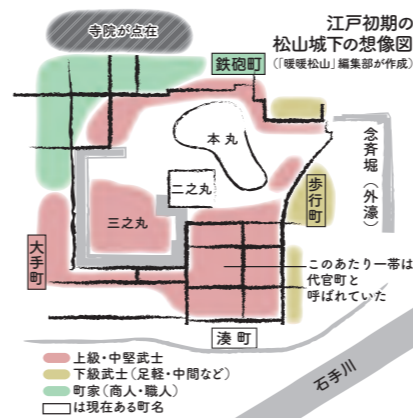 江戸初期の
松山城下の想像図
(「暖暖松山」編集部が作成)
寺院が点在
鉄砲町
本丸
二之丸
三之丸
念斉堀(外濠)
歩行町
大手町
このあたり一帯は
代官町と
呼ばれていた
湊町
石手川
上級・中堅武士
下級武士(足軽・中間など)
町家(商人・職人)
は現在ある町名